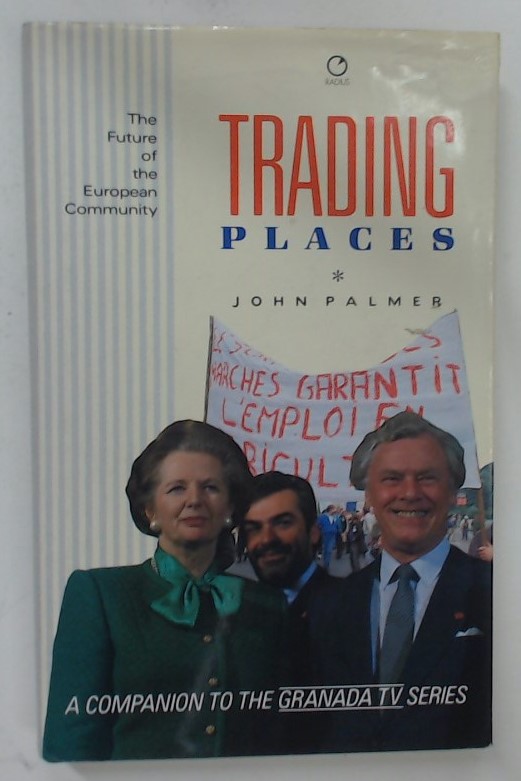 RADIUS
The
Future
of
the
European
Community
TRADING
PLACES
*
JOHN PALMER
MARCHES GARANTIT
L'EMPLOI EN
A COMPANION TO THE GRANADA TV SERIES